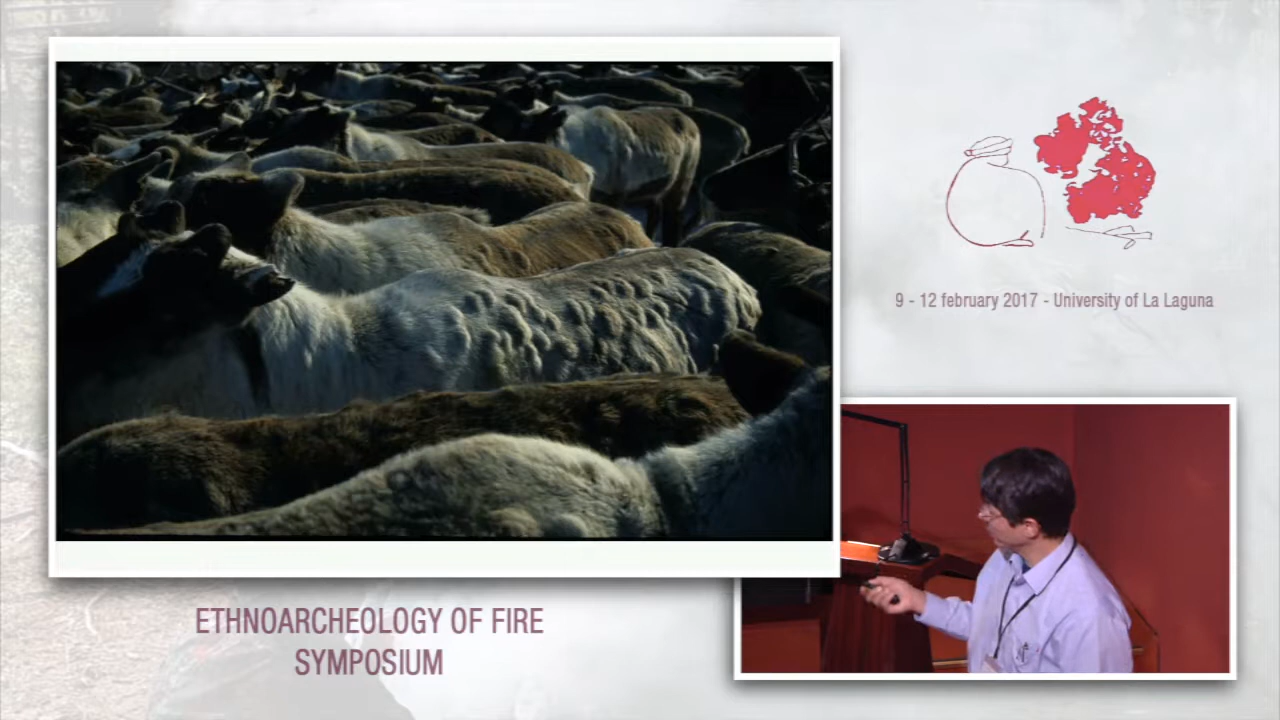 9 - 12 february 2017 - University of La Laguna
ETHNOARCHEOLOGY OF FIRE
SYMPOSIUM